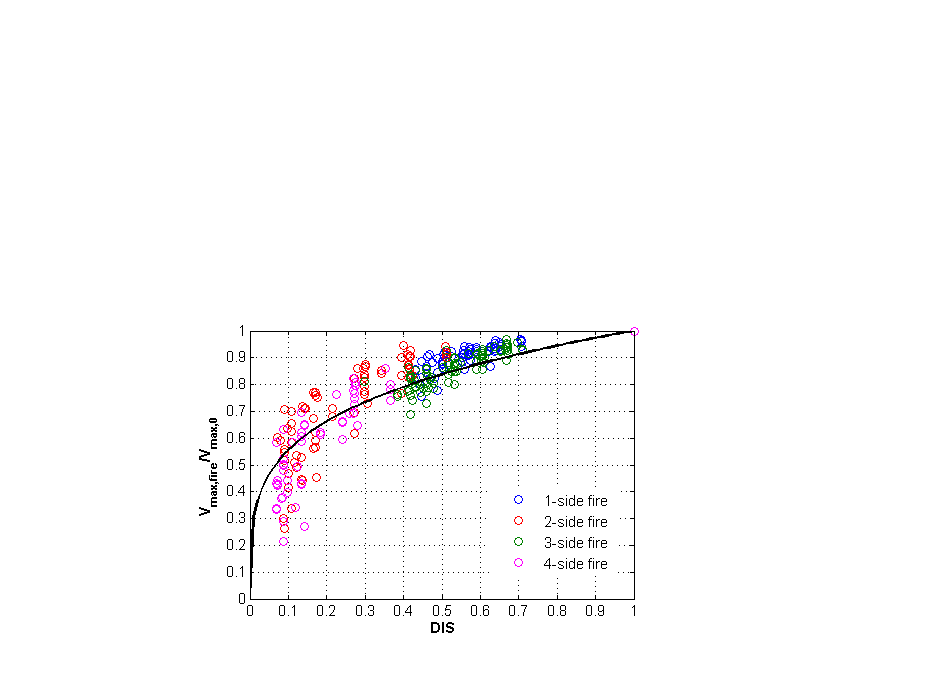 1
0.9
0.8
0.7
0.6
0.5
0.4
0.3
0.2
0.1
0
V_max,fire/V_max,0
0 0.1 0.2 0.3 0.4 0.5 0.6 0.7 0.8 0.9 1
DIS
1-side fire
2-side fire
3-side fire
4-side fire